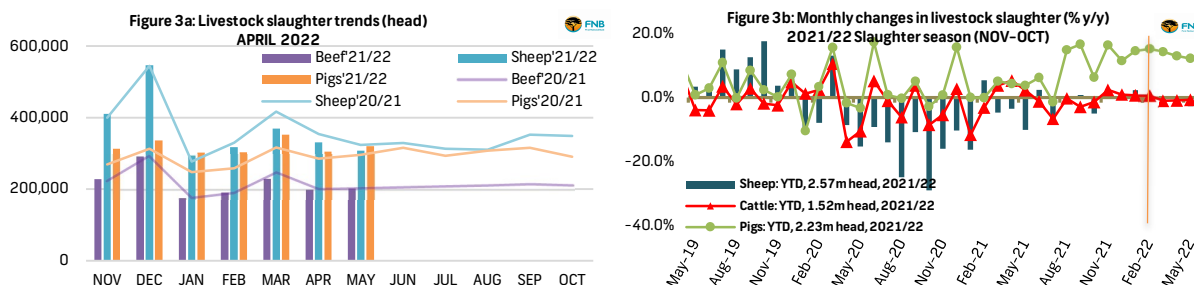 Figure 3a: Livestock slaughter trends (head)
APRIL 2022
FNB
600,000
400,000
200,000
0
Beef'21/22
Sheep'21/22
Pigs'21/22
Beef'20/21
Sheep'20/21
Pigs'20/21
NOV DEC JAN FEB MAR APR MAY JUN JUL AUG SEP OCT
Figure 3b: Monthly changes in livestock slaughter (% y/y)
2021/22 Slaughter season (NOV-OCT)
FNB
20.0%
0.0%
-20.0%
-40.0%
Sheep: YTD, 2.57m head, 2021/22
Cattle: YTD, 1.52m head, 2021/22
Pigs: YTD, 2.23m head, 2021/22
May-19 Aug-19 Nov-19 Feb-20 May-20 Aug-20 Nov-20 Feb-21 May-21 Aug-21 Nov-21 Feb-22 May-22